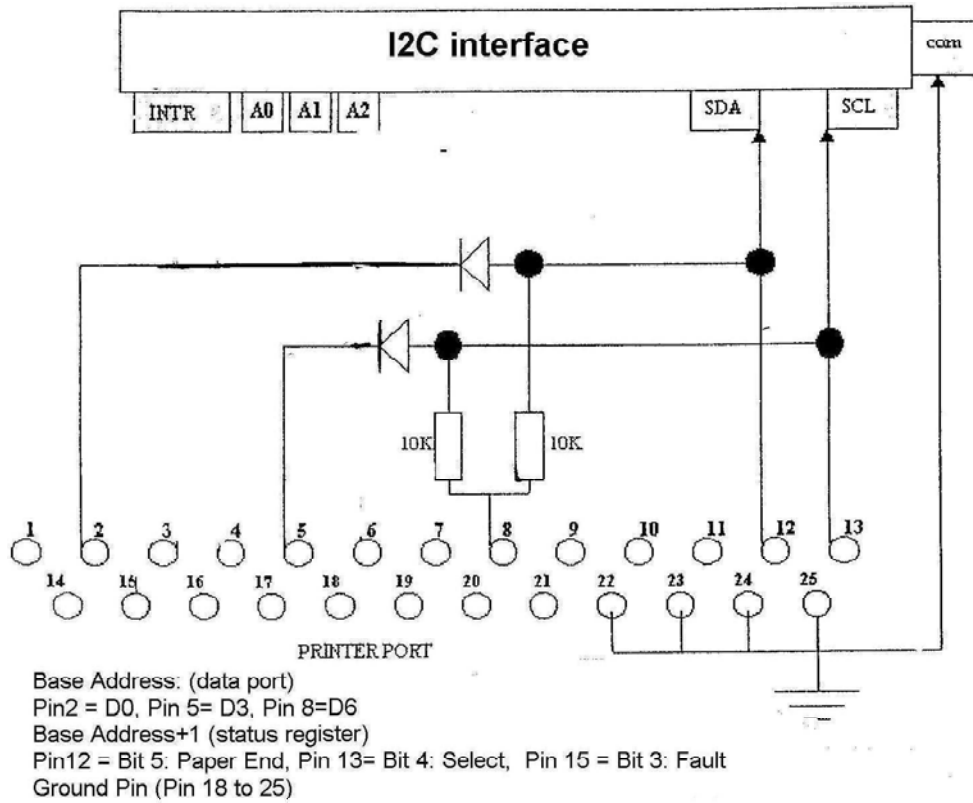 I2C interface
com
INTR
A0
A1
A2
SDA
SCL
10K
10K
1
2
3
4
5
6
7
8
9
10
11
12
13
14
15
16
17
18
19
20
21
22
23
24
25
PRINTER PORT
Base Address: (data port)
Pin2 = D0, Pin 5= D3, Pin 8=D6
Base Address+1 (status register)
Pin12 = Bit 5: Paper End, Pin 13= Bit 4: Select, Pin 15 = Bit 3: Fault
Ground Pin (Pin 18 to 25)